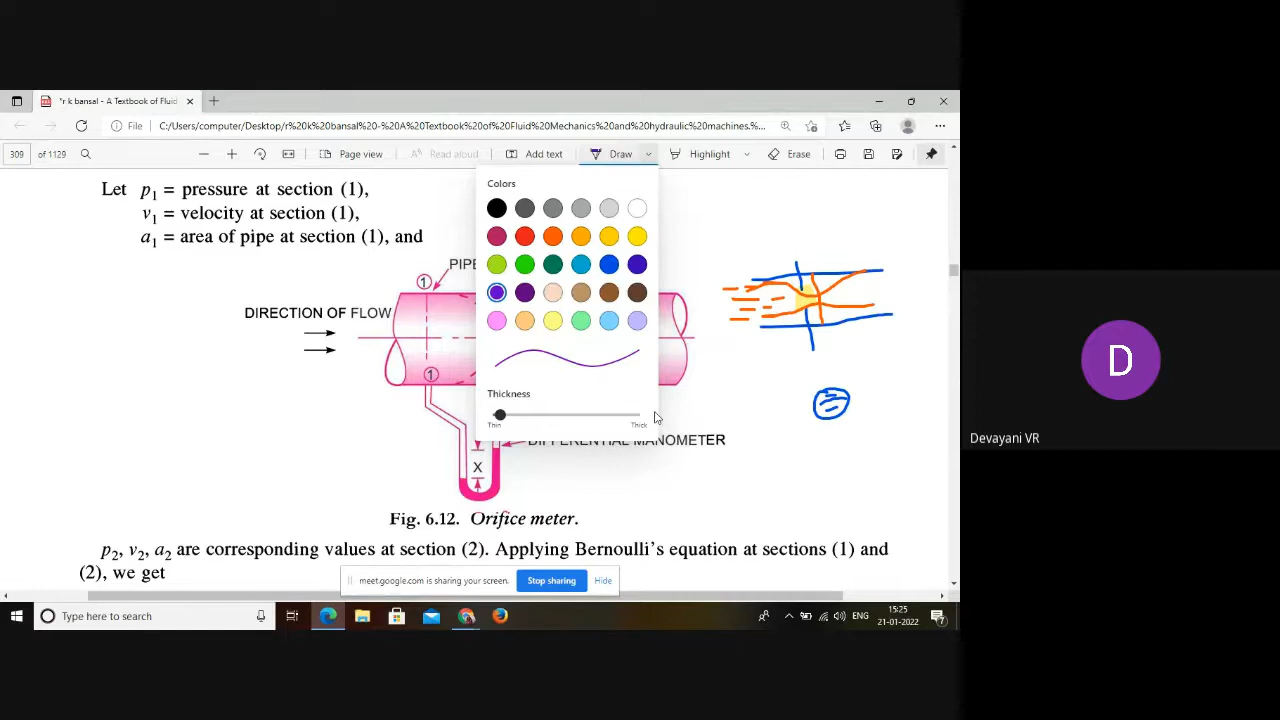 *r k bansal - A Textbook of Fluid
File
C:/Users/computer/Desktop/r%20k%20bansal%20-%20A%20Textbook%20of%20Fluid%20Mechanics%20and%20hydraulic%20machines.%...
309 of 1129
Page view
Read aloud
Add text
Draw
Highlight
Erase
Let p1 = pressure at section (1),
v1 = velocity at section (1),
a1 = area of pipe at section (1), and
Colors
Thickness
Thin
Thick
1
PIPE
DIRECTION OF FLOW
1
DIFFERENTIAL MANOMETER
X
Fig. 6.12. Orifice meter.
p2, v2, a2 are corresponding values at section (2). Applying Bernoulli's equation at sections (1) and
(2), we get
meet.google.com is sharing your screen.
Stop sharing
Hide
Type here to search
ENG
15:25
21-01-2022
7
D
Devayani VR